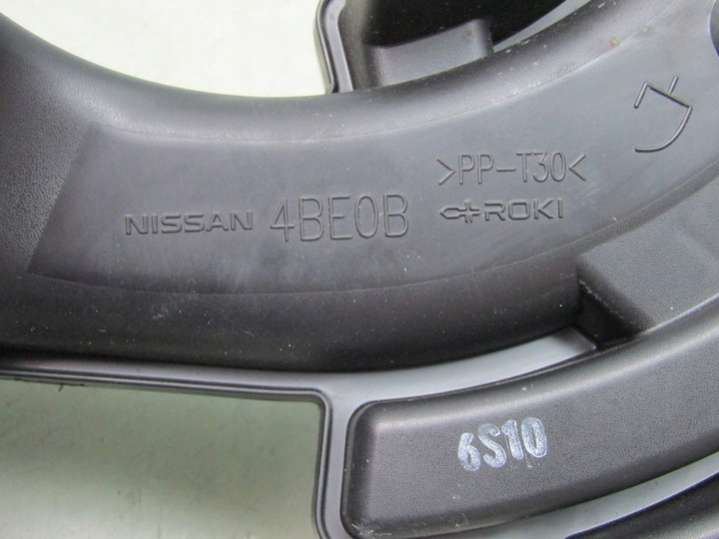 >PP-T30<
NISSAN 4BE0B ROKI
6S10